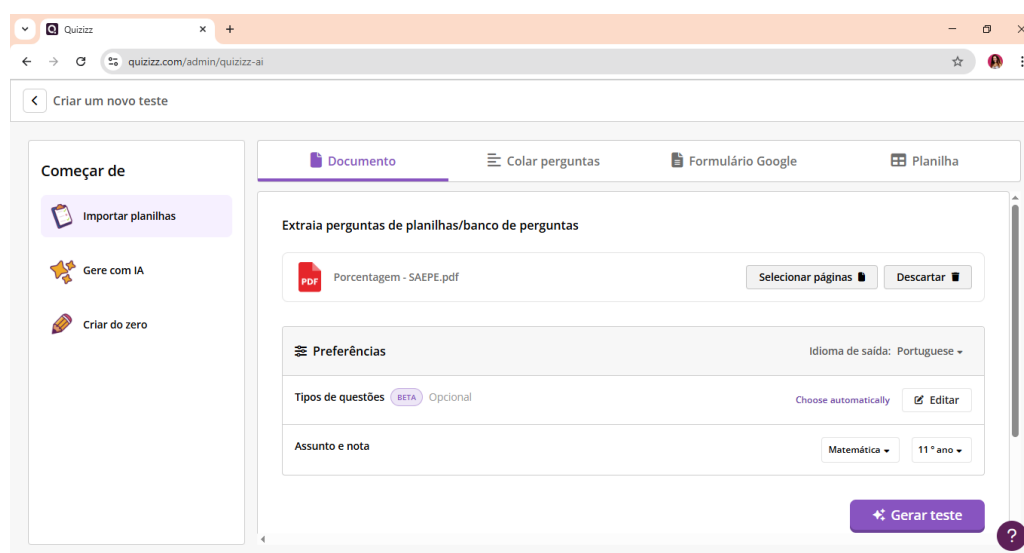 Quizizz
quizizz.com/admin/quizizz-ai
Criar um novo teste
Começar de
Importar planilhas
Gere com IA
Criar do zero
Documento
Colar perguntas
Formulário Google
Planilha
Extraia perguntas de planilhas/banco de perguntas
PDF
Porcentagem - SAEPE.pdf
Selecionar páginas
Descartar
Preferências
Idioma de saída: Portuguese
Tipos de questões BETA Opcional
Choose automatically
Editar
Assunto e nota
Matemática
11 º ano
Gerar teste
?